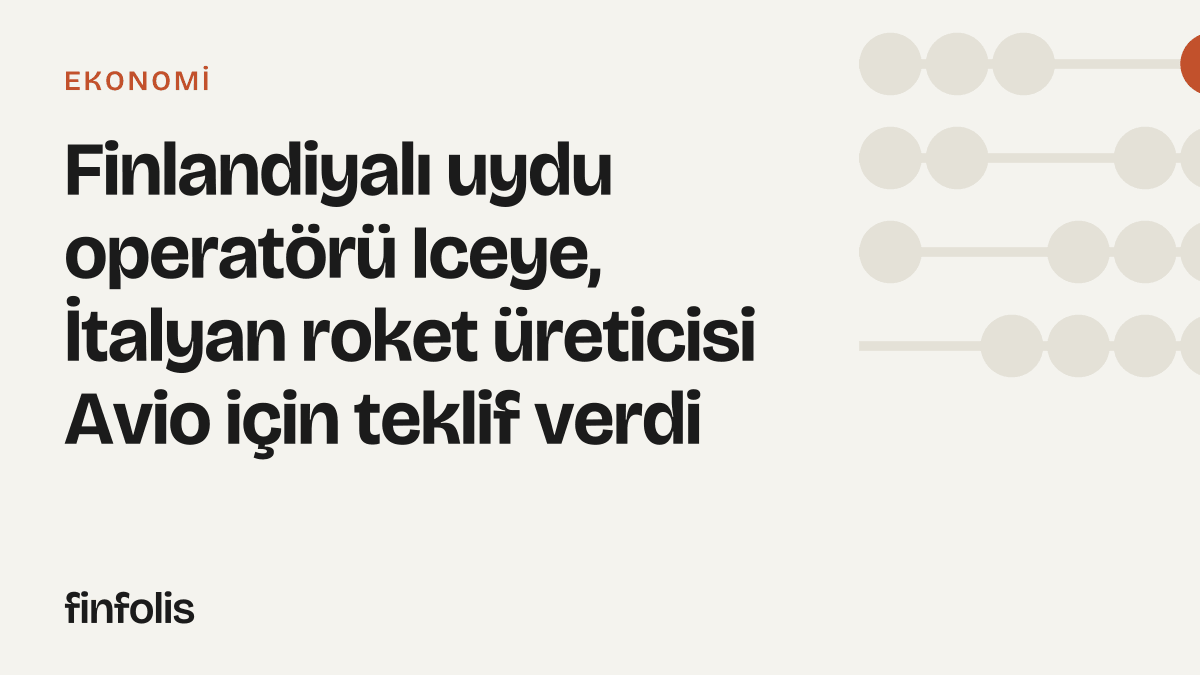 EKONOMİ
Finlandiyalı uydu
operatörü Iceye,
İtalyan roket üreticisi
Avio için teklif verdi
finfolis